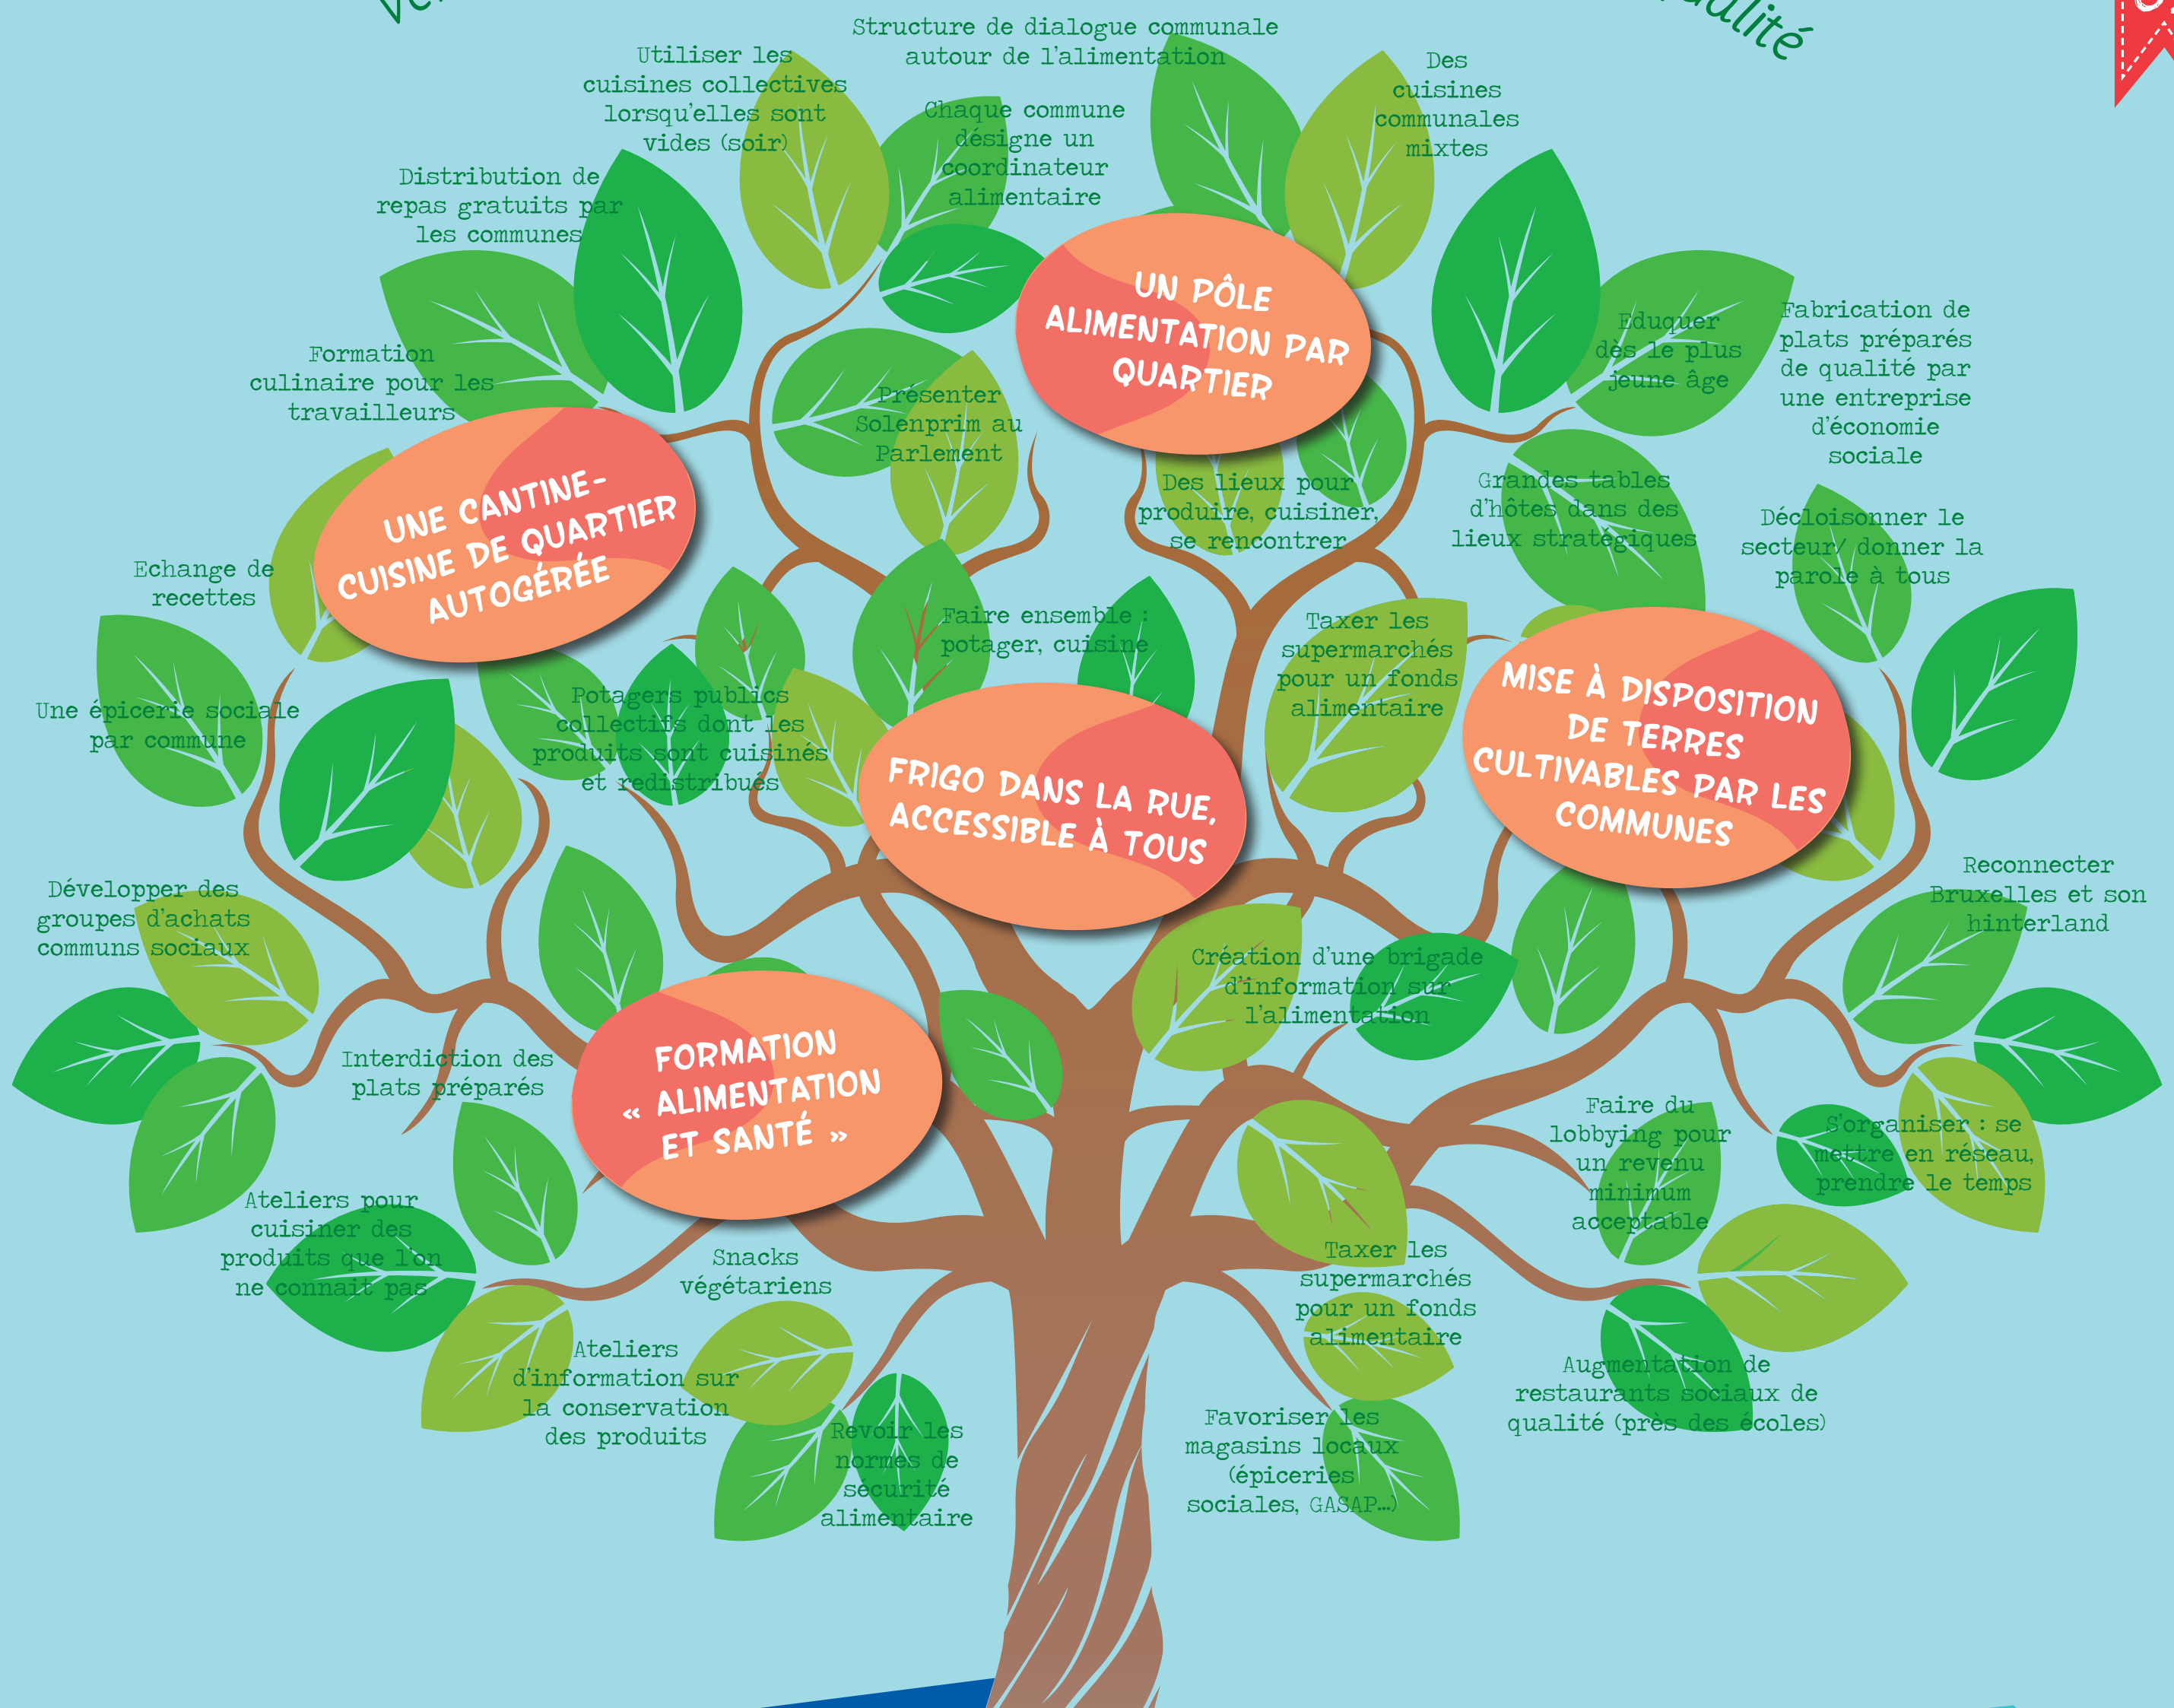 Structure de dialogue communale
autour de l'alimentation
Utiliser les
cuisines collectives
lorsqu'elles sont
vides (soir)
Chaque commune
désigne un
coordinateur
alimentaire
Des
cuisines
communales
mixtes
Distribution de
repas gratuits par
les communes
UN PÔLE
ALIMENTATION PAR
QUARTIER
Formation
culinaire pour les
travailleurs
Présenter
Solenprim au
Parlement
Eduquer
dès le plus
jeune âge
Fabrication de
plats préparés
de qualité par
une entreprise
d'économie
sociale
UNE CANTINE-
CUISINE DE QUARTIER
AUTOGÉRÉE
Des lieux pour
produire, cuisiner,
se rencontrer
Grandes tables
d'hôtes dans des
lieux stratégiques
Décloisonner le
secteur/ donner la
parole à tous
Echange de
recettes
Faire ensemble :
potager, cuisine
Taxer les
supermarchés
pour un fonds
alimentaire
MISE À DISPOSITION
DE TERRES
CULTIVABLES PAR LES
COMMUNES
Une épicerie sociale
par commune
Potagers publics
collectifs dont les
produits sont cuisinés
et redistribués
FRIGO DANS LA RUE,
ACCESSIBLE À TOUS
Développer des
groupes d'achats
communs sociaux
Reconnecter
Bruxelles et son
hinterland
Création d'une brigade
d'information sur
l'alimentation
Interdiction des
plats préparés
FORMATION
« ALIMENTATION
ET SANTÉ »
Faire du
lobbying pour
un revenu
minimum
acceptable
S'organiser : se
mettre en réseau,
prendre le temps
Ateliers pour
cuisiner des
produits que l'on
ne connait pas
Snacks
végétariens
Taxer les
supermarchés
pour un fonds
alimentaire
Ateliers
d'information sur
la conservation
des produits
Augmentation de
restaurants sociaux de
qualité (près des écoles)
Revoir les
normes de
sécurité
alimentaire
Favoriser les
magasins locaux
(épiceries
sociales, GASAP...)